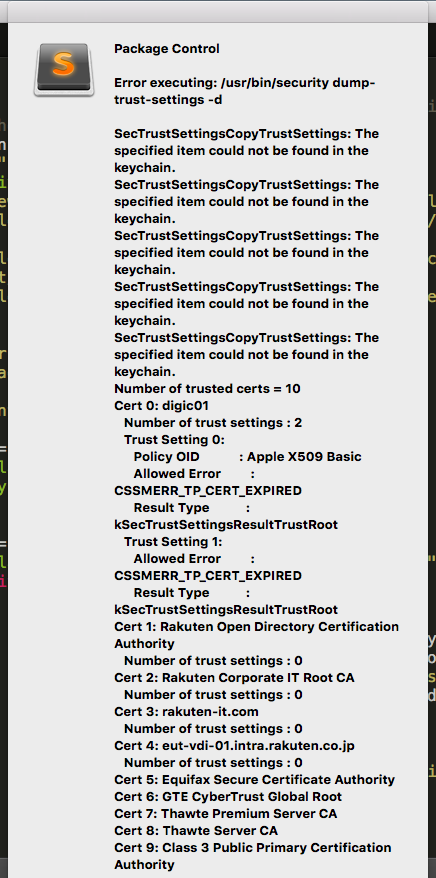 Package Control
Error executing: /usr/bin/security dump-
trust-settings -d
SecTrustSettingsCopyTrustSettings: The
specified item could not be found in the
keychain.
SecTrustSettingsCopyTrustSettings: The
specified item could not be found in the
keychain.
SecTrustSettingsCopyTrustSettings: The
specified item could not be found in the
keychain.
SecTrustSettingsCopyTrustSettings: The
specified item could not be found in the
keychain.
SecTrustSettingsCopyTrustSettings: The
specified item could not be found in the
keychain.
Number of trusted certs = 10
Cert 0: digic01
Number of trust settings : 2
Trust Setting 0:
Policy OID : Apple X509 Basic
Allowed Error :
CSSMERR_TP_CERT_EXPIRED
Result Type :
kSecTrustSettingsResultTrustRoot
Trust Setting 1:
Allowed Error :
CSSMERR_TP_CERT_EXPIRED
Result Type :
kSecTrustSettingsResultTrustRoot
Cert 1: Rakuten Open Directory Certification
Authority
Number of trust settings : 0
Cert 2: Rakuten Corporate IT Root CA
Number of trust settings : 0
Cert 3: rakuten-it.com
Number of trust settings : 0
Cert 4: eut-vdi-01.intra.rakuten.co.jp
Number of trust settings : 0
Cert 5: Equifax Secure Certificate Authority
Cert 6: GTE CyberTrust Global Root
Cert 7: Thawte Premium Server CA
Cert 8: Thawte Server CA
Cert 9: Class 3 Public Primary Certification
Authority